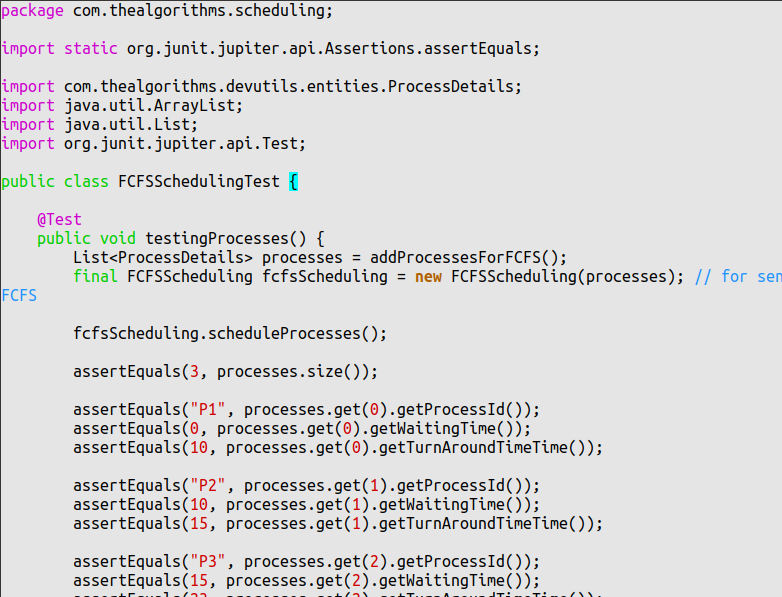 package com.thealgorithms.scheduling;
import static org.junit.jupiter.api.Assertions.assertEquals;
import com.thealgorithms.devutils.entities.ProcessDetails;
import java.util.ArrayList;
import java.util.List;
import org.junit.jupiter.api.Test;
public class FCFSSchedulingTest {
@Test
public void testingProcesses() {
List<ProcessDetails> processes = addProcessesForFCFS();
final FCFSScheduling fcfsScheduling = new FCFSScheduling(processes); // for sen
FCFS
fcfsScheduling.scheduleProcesses();
assertEquals(3, processes.size());
assertEquals("P1", processes.get(0).getProcessId());
assertEquals(0, processes.get(0).getWaitingTime());
assertEquals(10, processes.get(0).getTurnAroundTimeTime());
assertEquals("P2", processes.get(1).getProcessId());
assertEquals(10, processes.get(1).getWaitingTime());
assertEquals(15, processes.get(1).getTurnAroundTimeTime());
assertEquals("P3", processes.get(2).getProcessId());
assertEquals(15, processes.get(2).getWaitingTime());